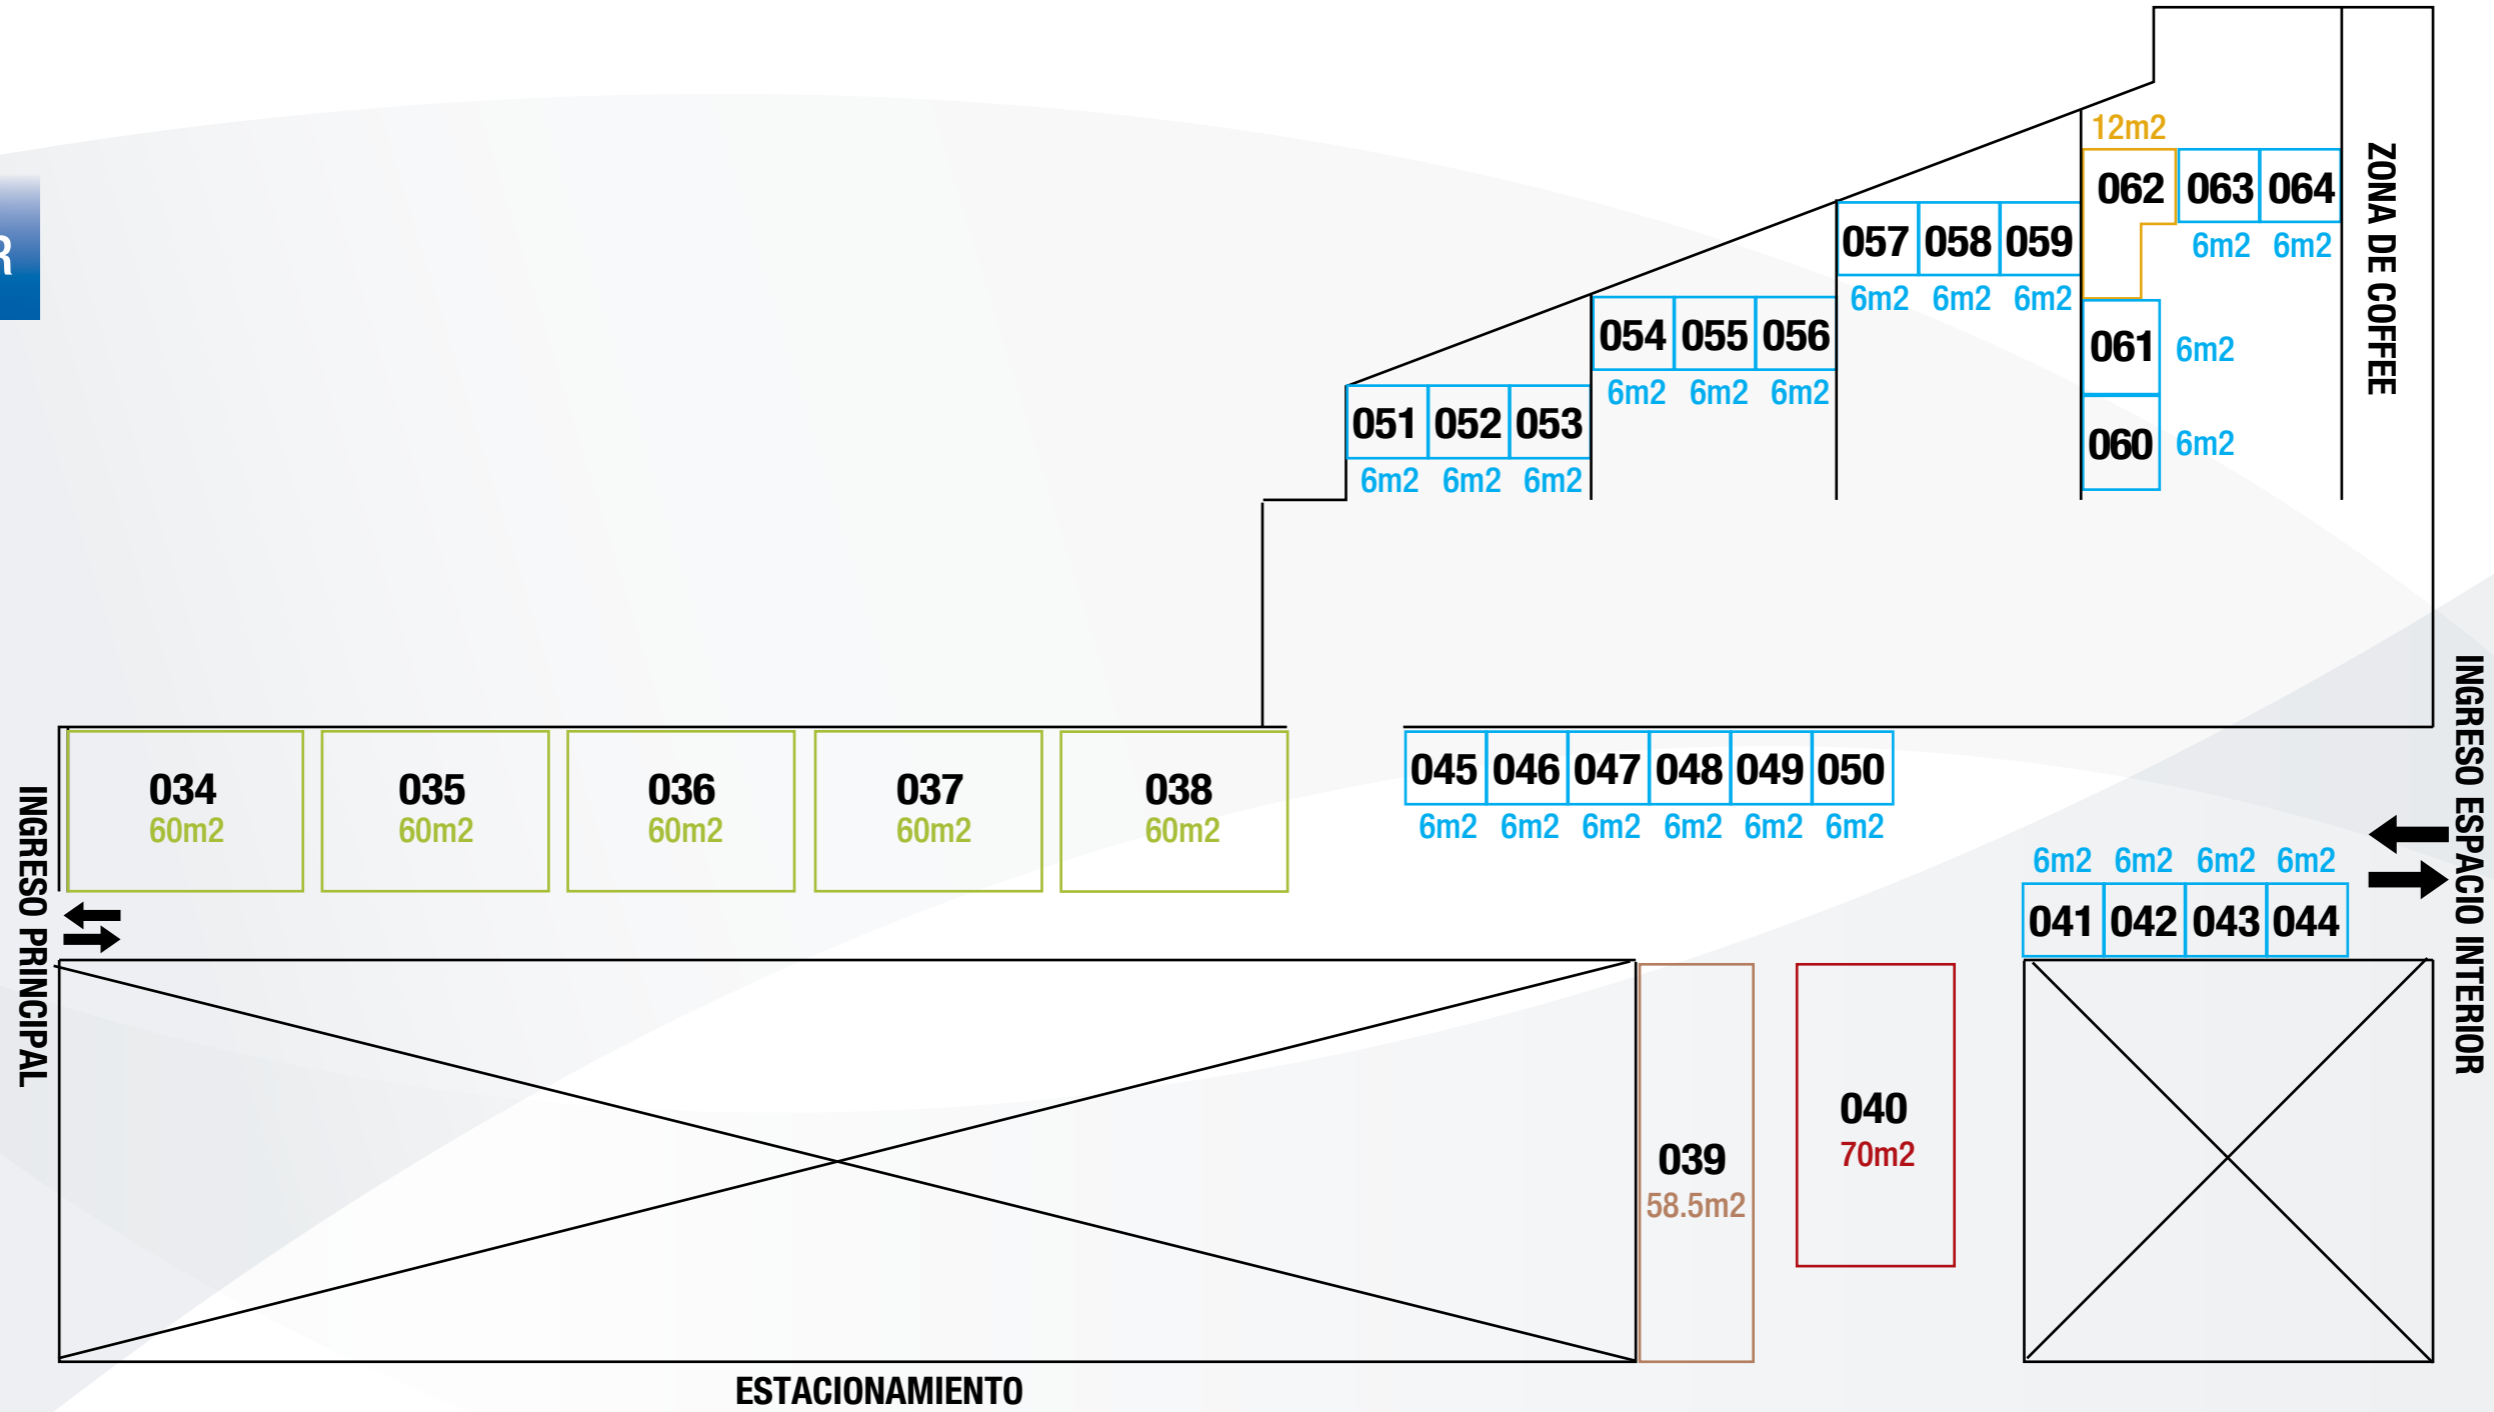 R
12m2
062 063 064
6m2 6m2
057 058 059
6m2 6m2 6m2
054 055 056
6m2 6m2 6m2
061 6m2
051 052 053
6m2 6m2 6m2
060 6m2
ZONA DE COFFEE
034
60m2
035
60m2
036
60m2
037
60m2
038
60m2
045 046 047 048 049 050
6m2 6m2 6m2 6m2 6m2 6m2
6m2 6m2 6m2 6m2
041 042 043 044
INGRESO PRINCIPAL
INGRESO ESPACIO INTERIOR
039
58.5m2
040
70m2
ESTACIONAMIENTO